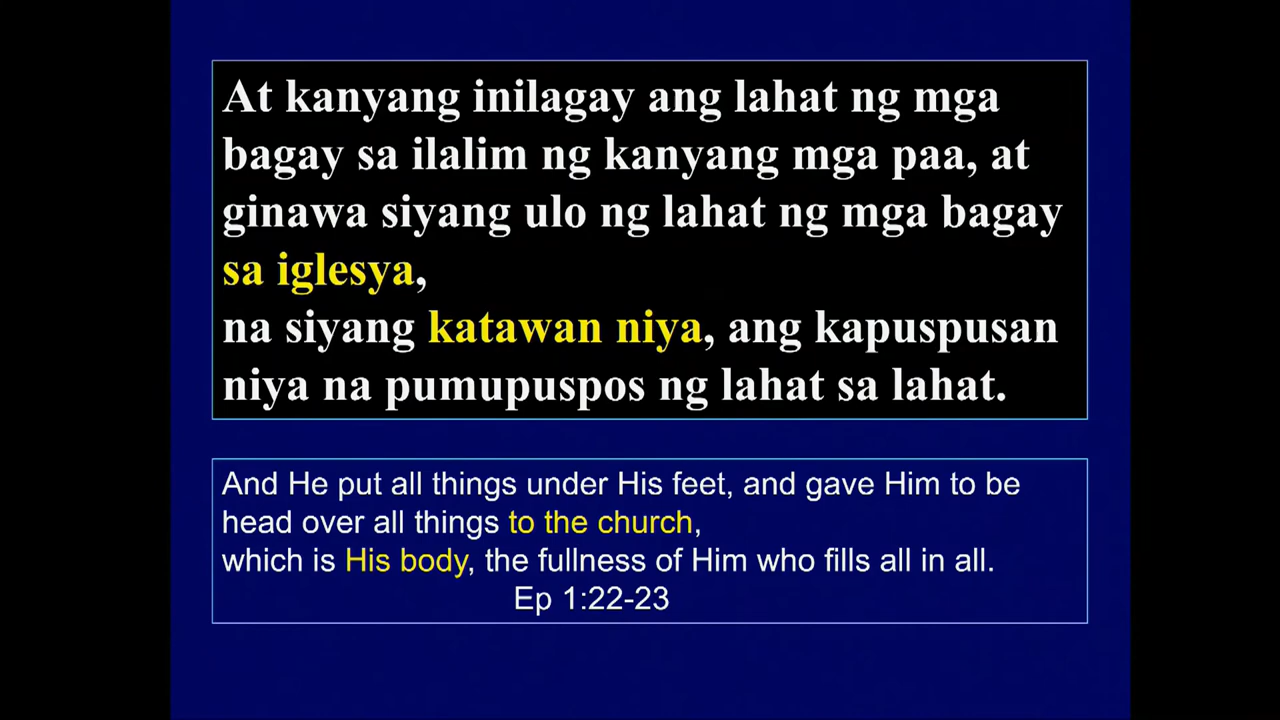 At kanyang inilagay ang lahat ng mga
bagay sa ilalim ng kanyang mga paa, at
ginawa siyang ulo ng lahat ng mga bagay
sa iglesya,
na siyang katawan niya, ang kapuspusan
niya na pumupuspos ng lahat sa lahat.
And He put all things under His feet, and gave Him to be
head over all things to the church,
which is His body, the fullness of Him who fills all in all.
Ep 1:22-23